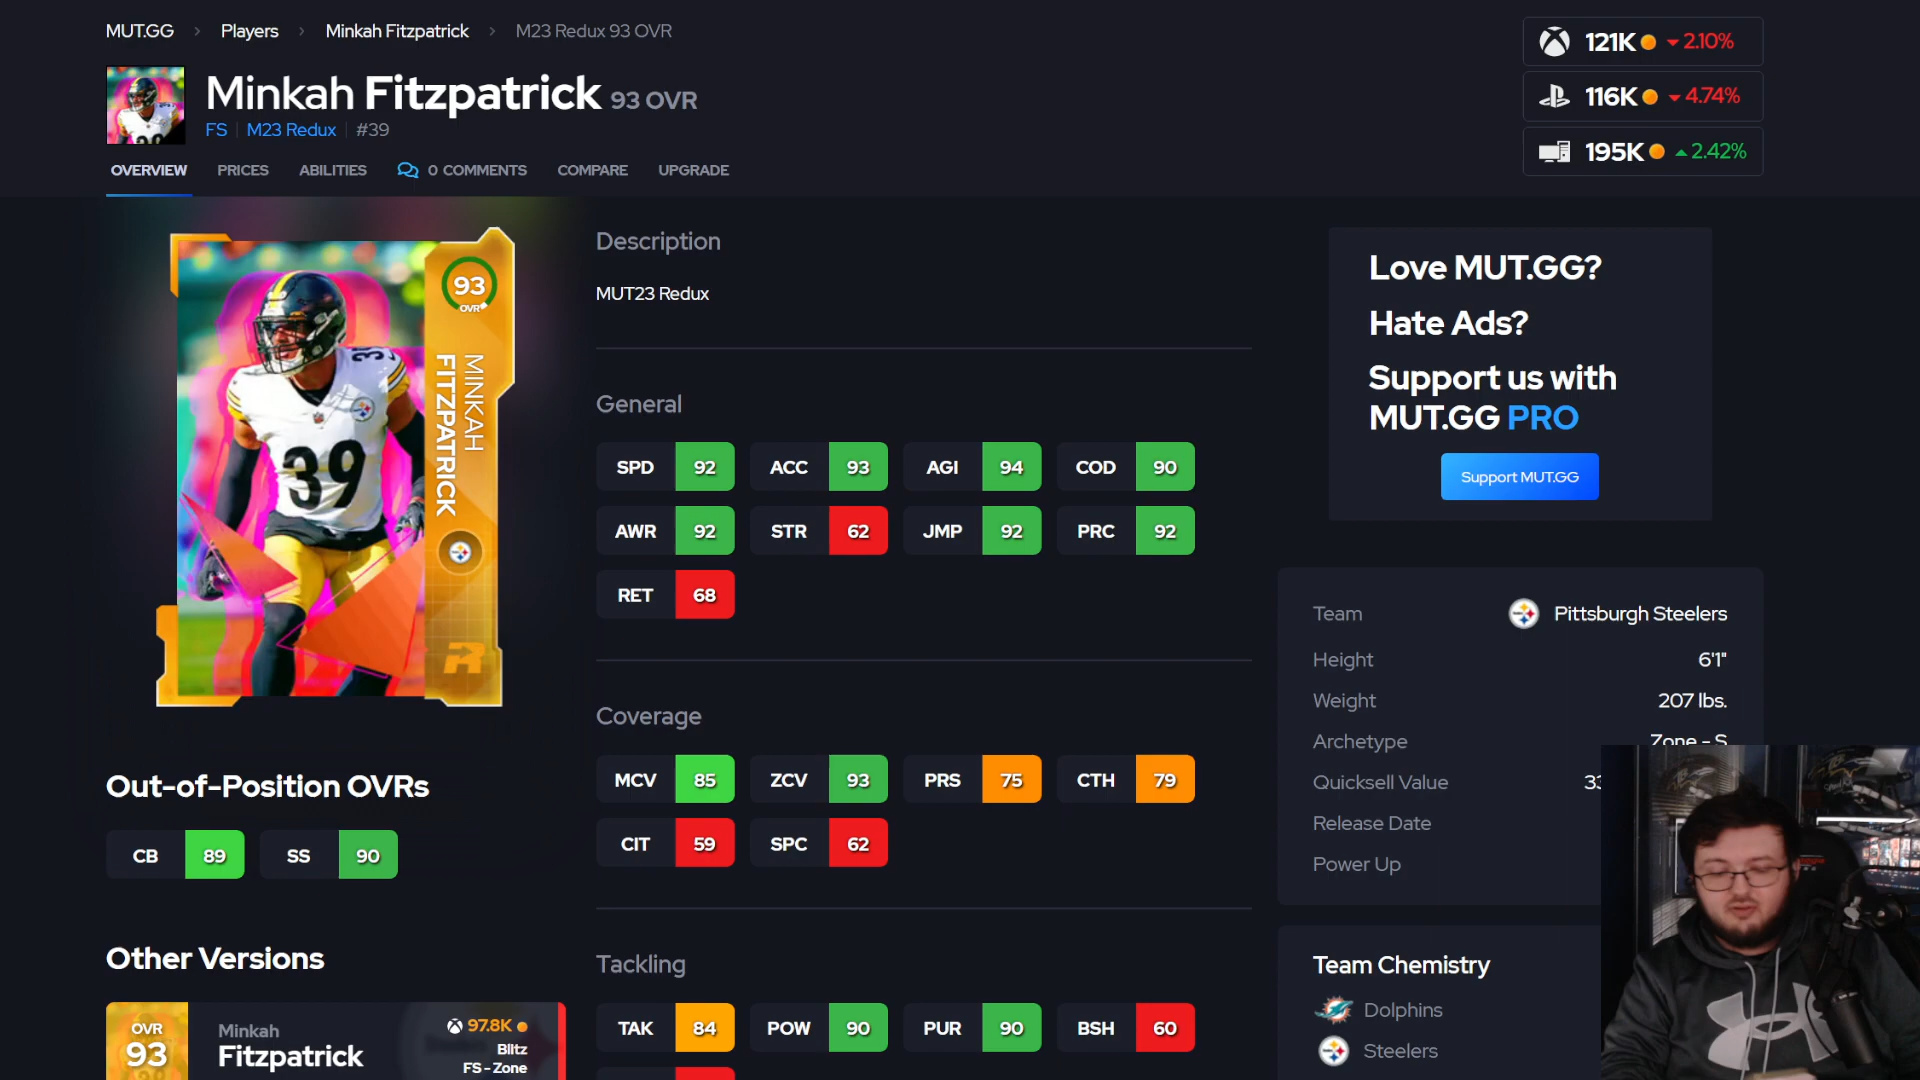 MUT.GG > Players > Minkah Fitzpatrick > M23 Redux 93 OVR
Minkah Fitzpatrick 93 OVR
FS | M23 Redux | #39
OVERVIEW PRICES ABILITIES 0 COMMENTS COMPARE UPGRADE
121K 2.10%
116K 4.74%
195K 2.42%
93
OVR
MINKAH
FITZPATRICK
39
R
Out-of-Position OVRs
CB 89 SS 90
Other Versions
OVR
93
Minkah
Fitzpatrick
97.8K
Blitz
FS - Zone
Description
MUT23 Redux
General
SPD 92 ACC 93 AGI 94 COD 90
AWR 92 STR 62 JMP 92 PRC 92
RET 68
Coverage
MCV 85 ZCV 93 PRS 75 CTH 79
CIT 59 SPC 62
Tackling
TAK 84 POW 90 PUR 90 BSH 60
Love MUT.GG?
Hate Ads?
Support us with
MUT.GG PRO
Support MUT.GG
Team Pittsburgh Steelers
Height 6'1"
Weight 207 lbs.
Archetype Zone - S
Quicksell Value
Release Date
Power Up
Team Chemistry
Dolphins
Steelers